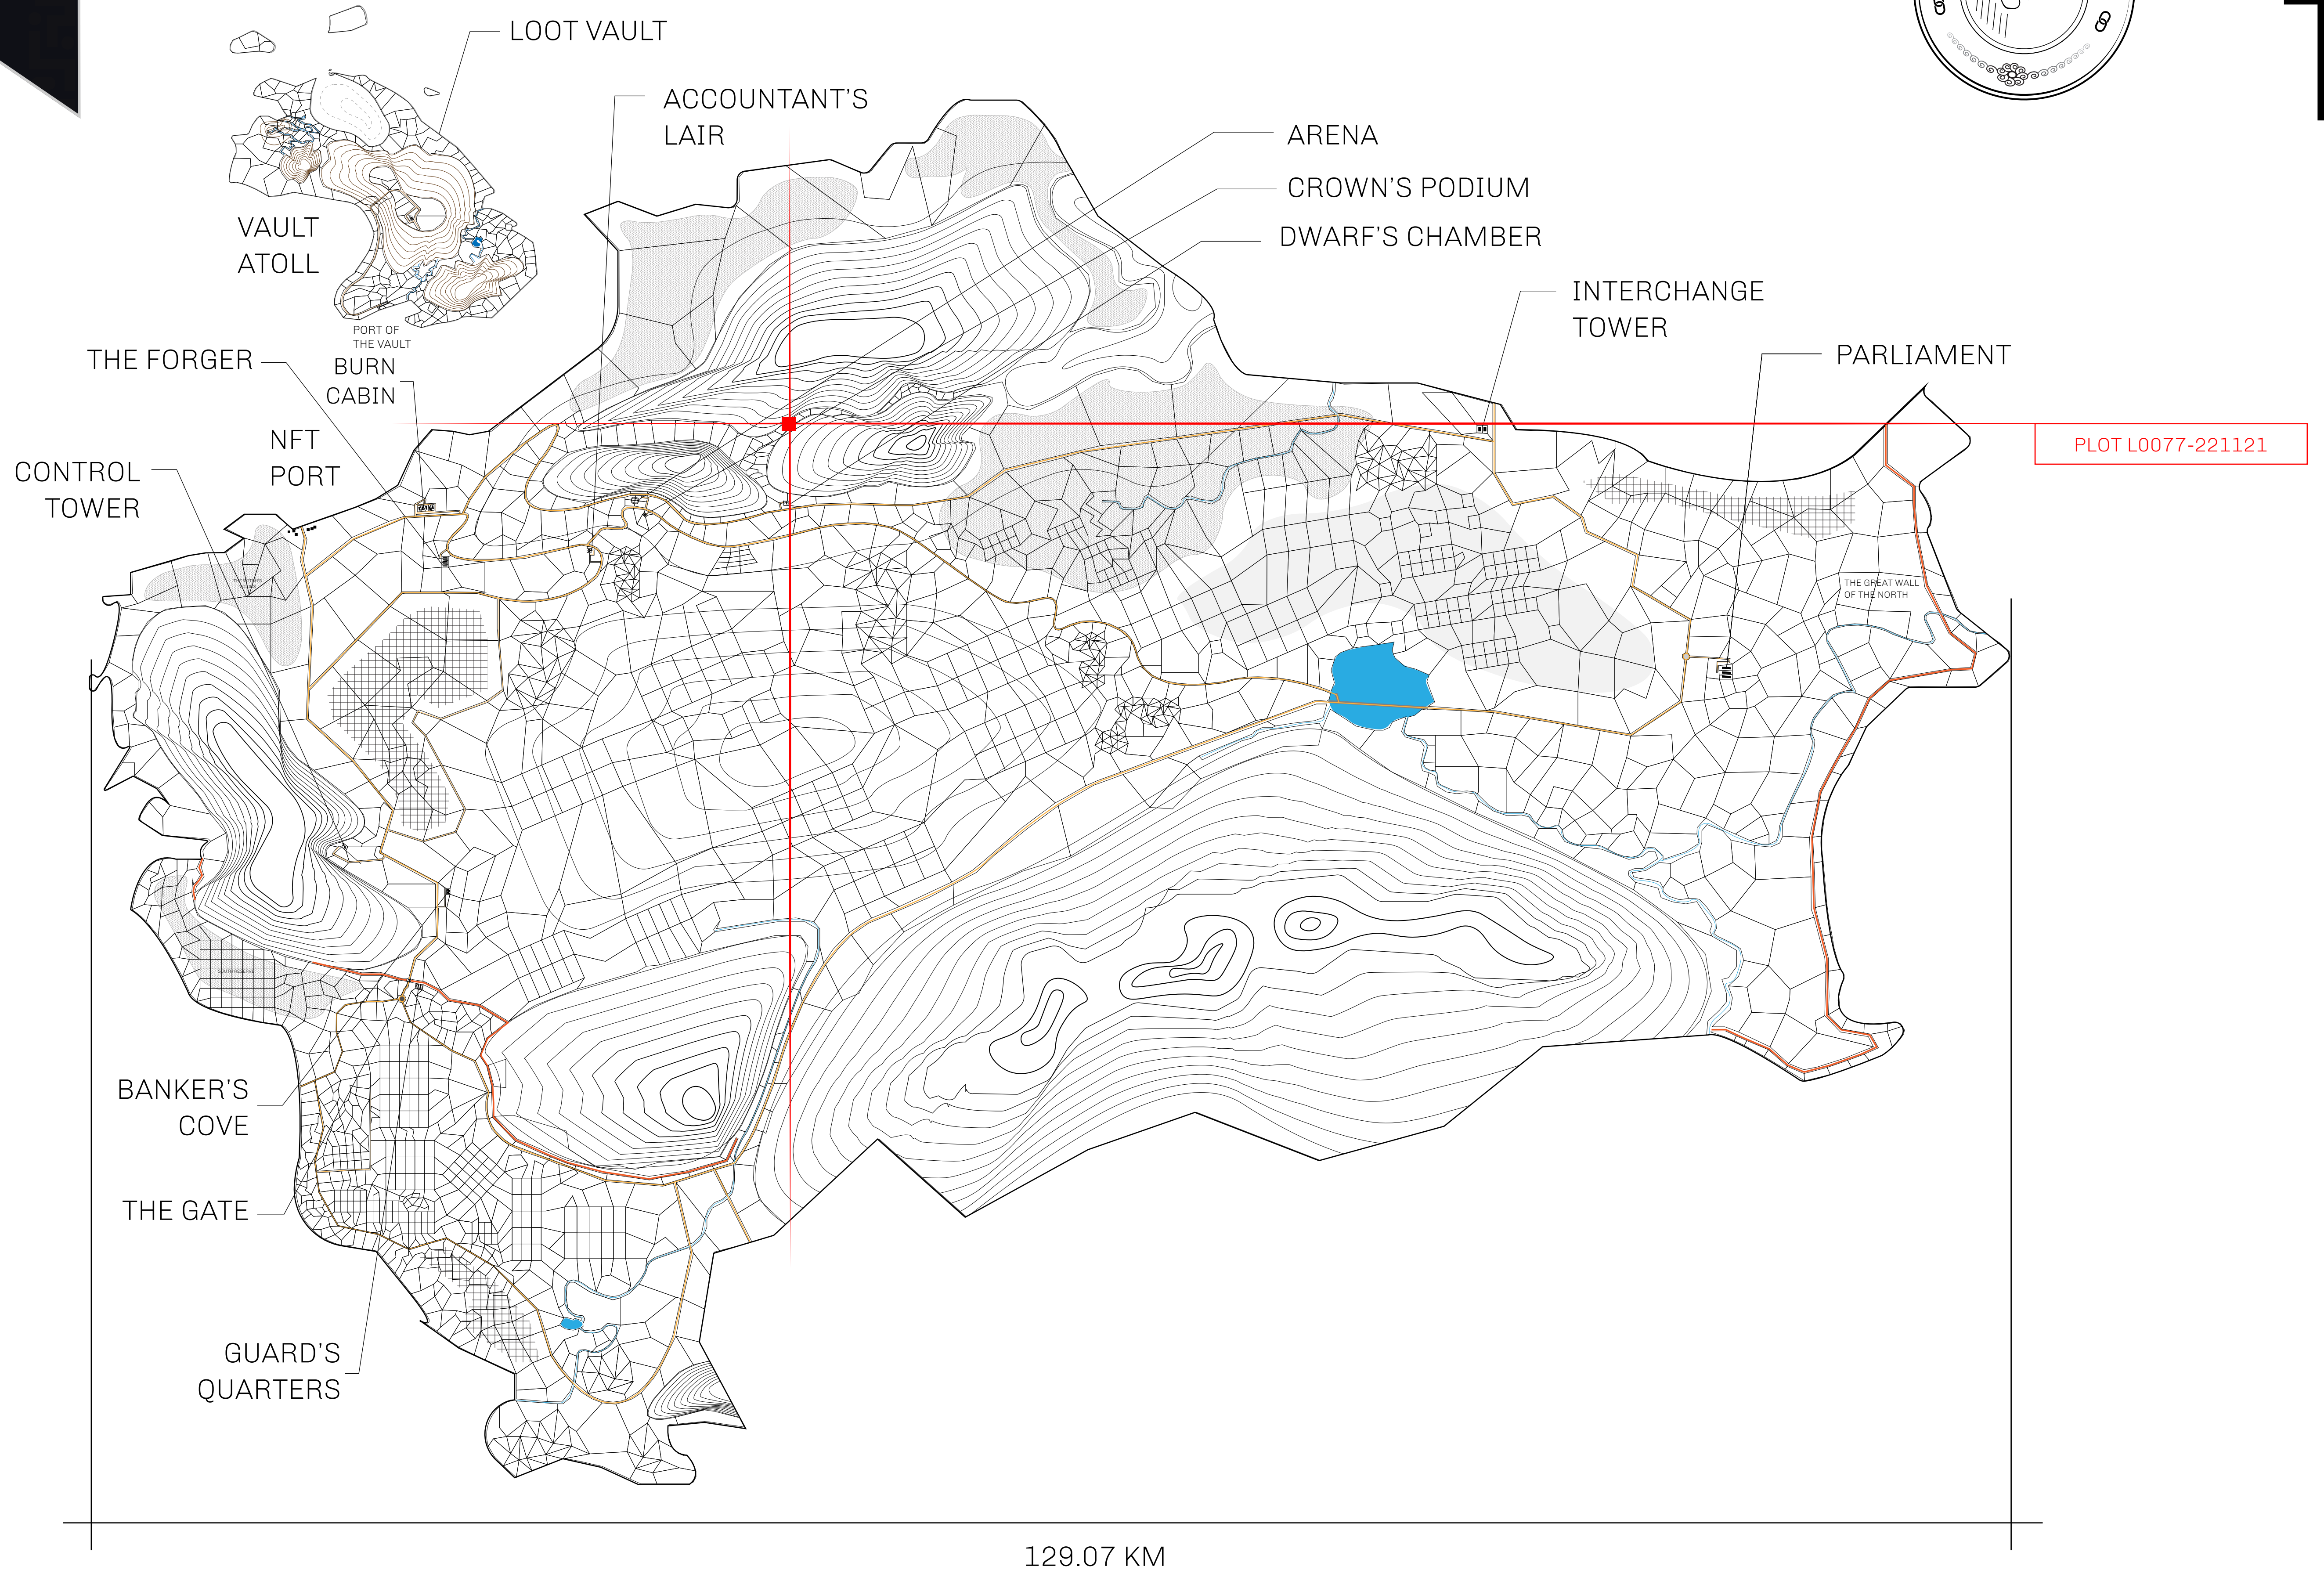 LOOT VAULT
ACCOUNTANT'S
LAIR
ARENA
CROWN'S PODIUM
DWARF'S CHAMBER
VAULT
ATOLL
INTERCHANGE
TOWER
PORT OF
THE VAULT
THE FORGER
BURN
CABIN
PARLIAMENT
NFT
PORT
PLOT L0077-221121
CONTROL
TOWER
THE GREAT WALL
OF THE NORTH
SOUTH RESERVE
BANKER'S
COVE
THE GATE
GUARD'S
QUARTERS
129.07 KM